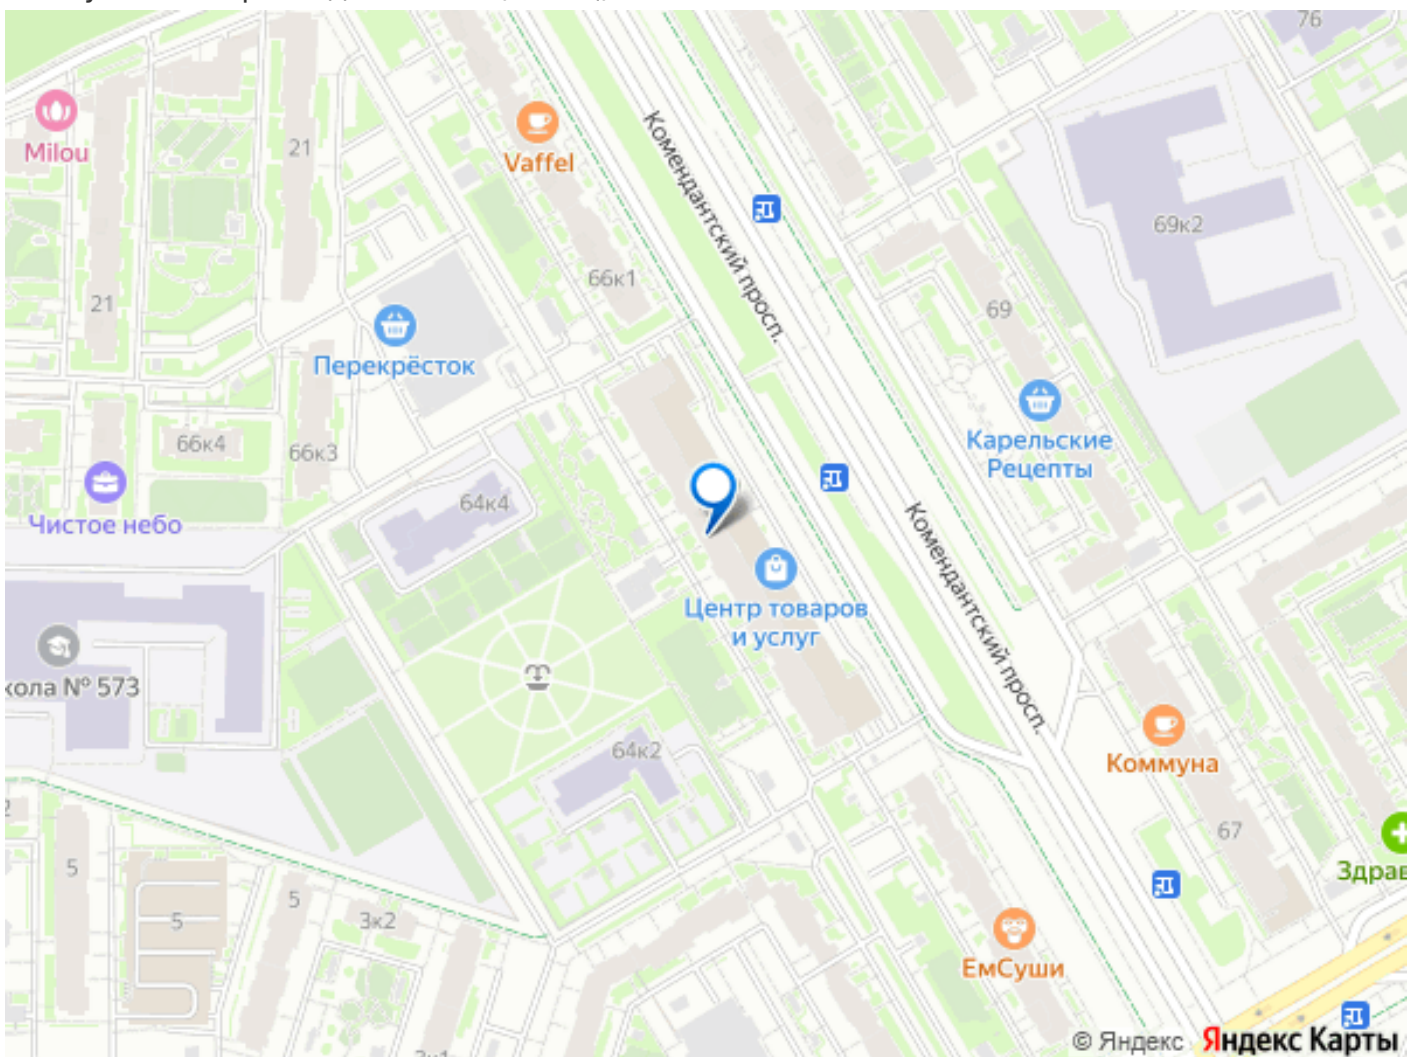 76
Milou
21
Vaffel
Комендантский просп.
69к2
66к1
21
69
Перекрёсток
Карельские
Рецепты
66к4
66к3
64к4
Чистое небо
Комендантский просп.
Центр товаров
и услуг
кола № 573
64к2
Коммуна
67
Здрав
5
5
5
3к2
ЕмСуши
© Яндекс Яндекс Карты